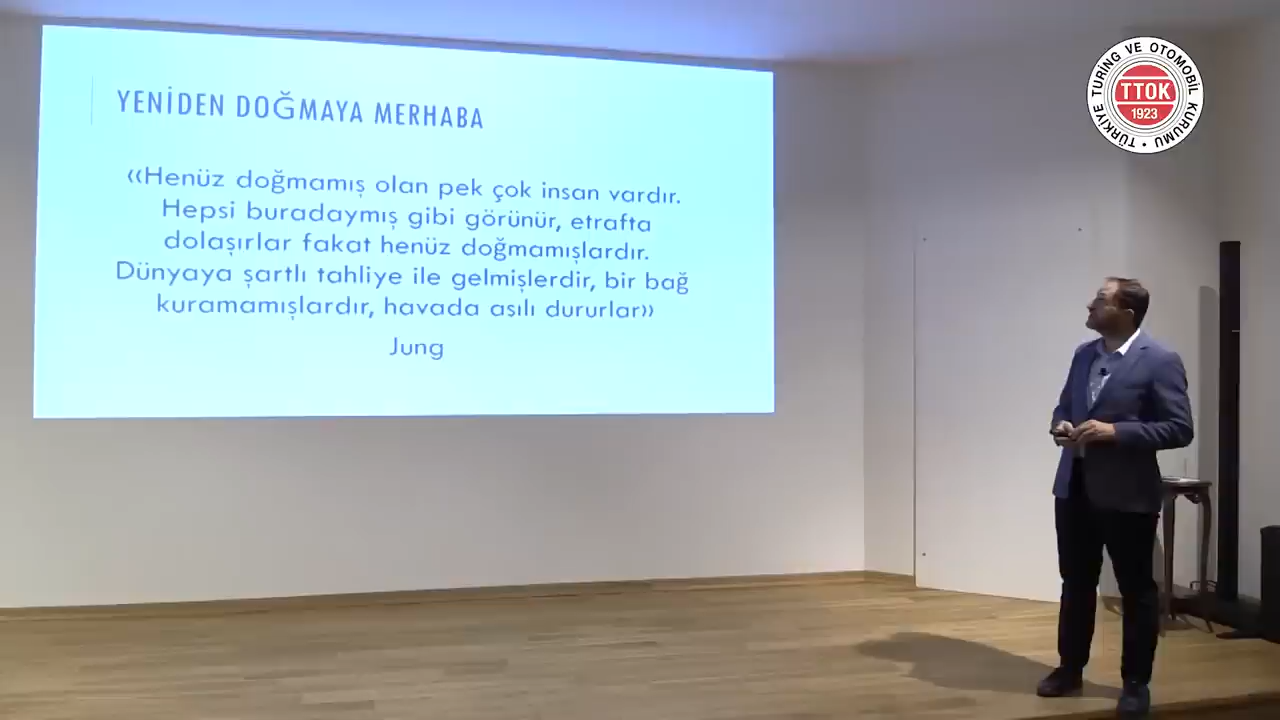 YENİDEN DOĞMAYA MERHABA
‹‹Henüz doğmamış olan pek çok insan vardır.
Hepsi buradaymış gibi görünür, etrafta
dolaşırlar fakat henüz doğmamışlardır.
Dünyaya şartlı tahliye ile gelmişlerdir, bir bağ
kuramamışlardır, havada asılı dururlar››
Jung
TÜRKİYE TURİNG VE OTOMOBİL KURUMU
TTOK
1923